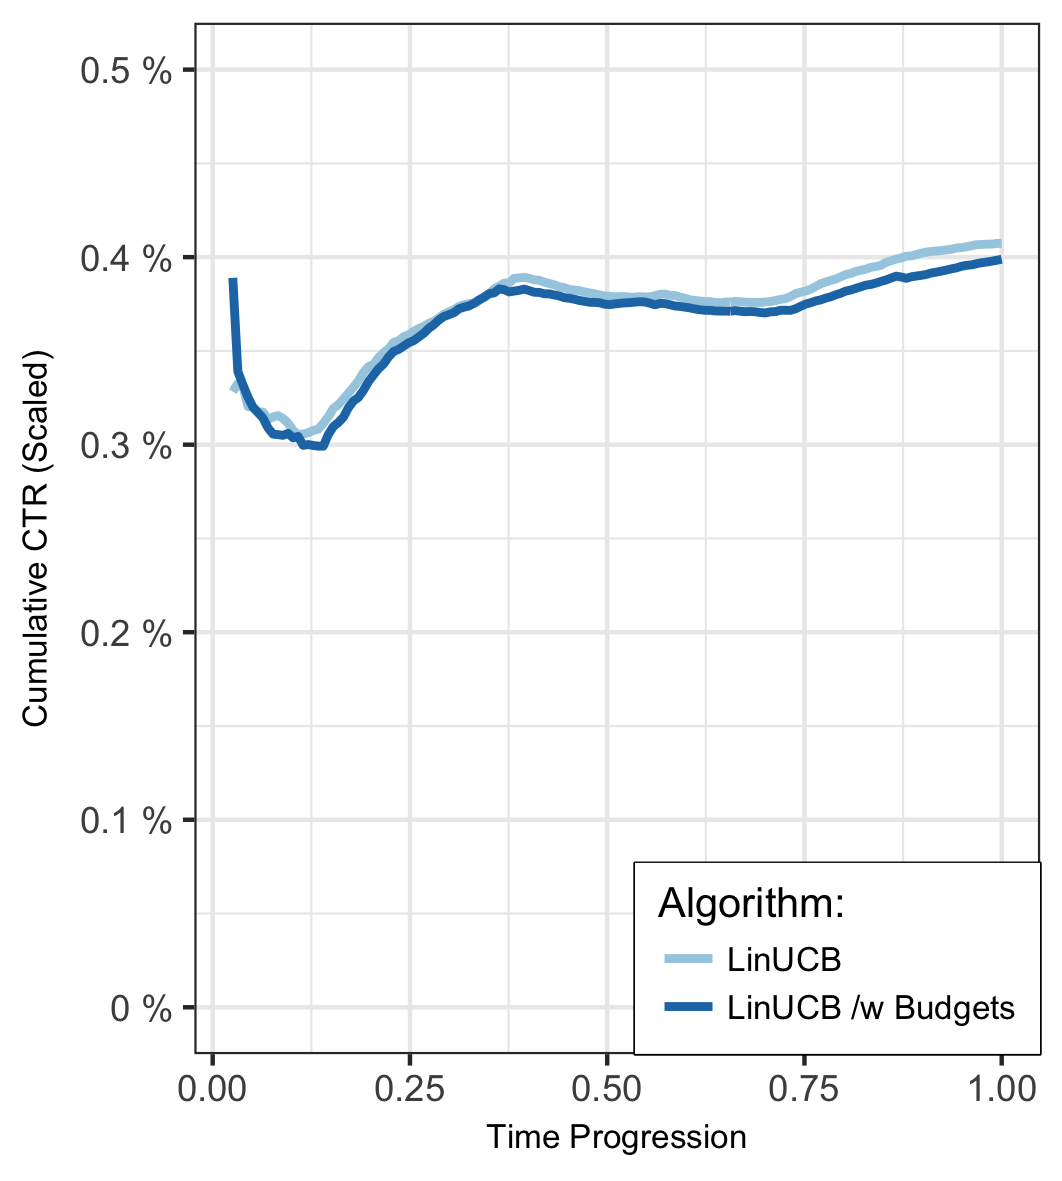 0.5 %
0.4 %
0.3 %
0.2 %
0.1 %
0 %
Cumulative CTR (Scaled)
Algorithm:
LinUCB
LinUCB /w Budgets
0.00 0.25 0.50 0.75 1.00
Time Progression